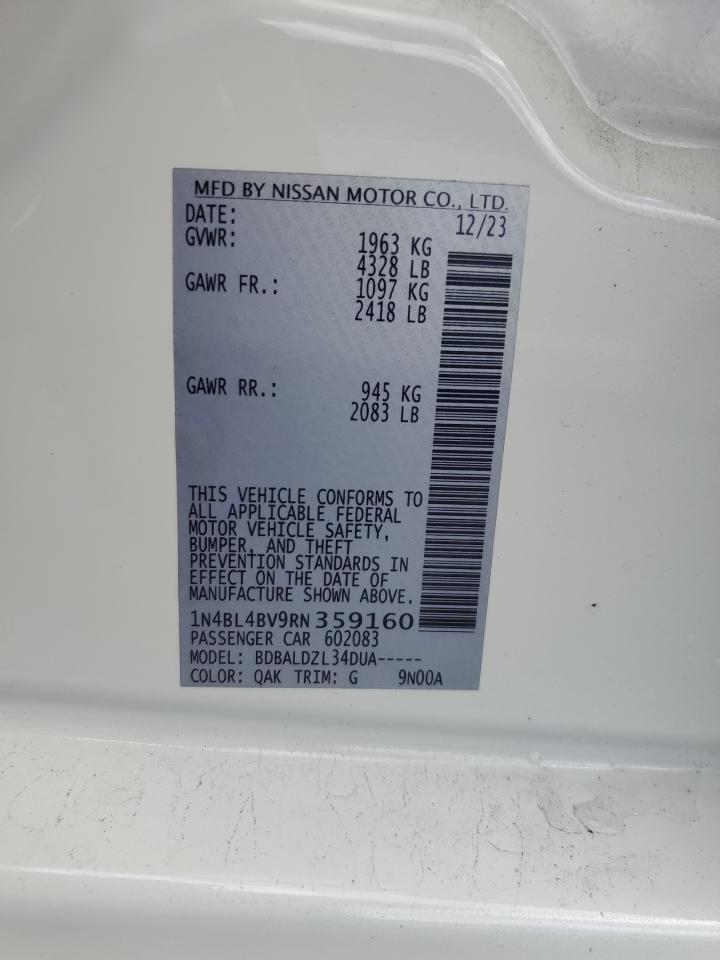 MFD BY NISSAN MOTOR CO., LTD.
DATE: 12/23
GVWR: 1963 KG
4328 LB
GAWR FR.: 1097 KG
2418 LB
GAWR RR.: 945 KG
2083 LB
THIS VEHICLE CONFORMS TO
ALL APPLICABLE FEDERAL
MOTOR VEHICLE SAFETY,
BUMPER, AND THEFT
PREVENTION STANDARDS IN
EFFECT ON THE DATE OF
MANUFACTURE SHOWN ABOVE.
1N4BL4BV9RN359160
PASSENGER CAR 602083
MODEL: BDBALDZL34DUA-----
COLOR: QAK TRIM: G 9N00A